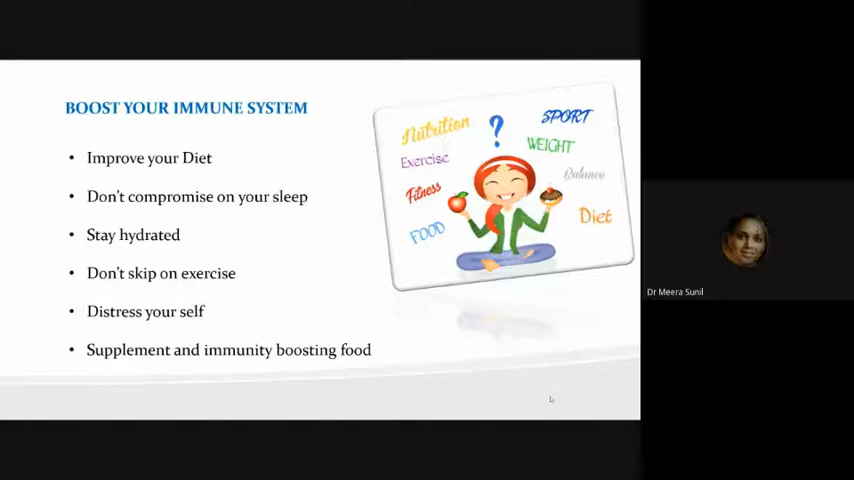 BOOST YOUR IMMUNE SYSTEM
• Improve your Diet
• Don't compromise on your sleep
• Stay hydrated
• Don't skip on exercise
• Distress your self
• Supplement and immunity boosting food
Nutrition
?
SPORT
Exercise
WEIGHT
Fitness
Balance
FOOD
Diet
Dr Meera Sunil